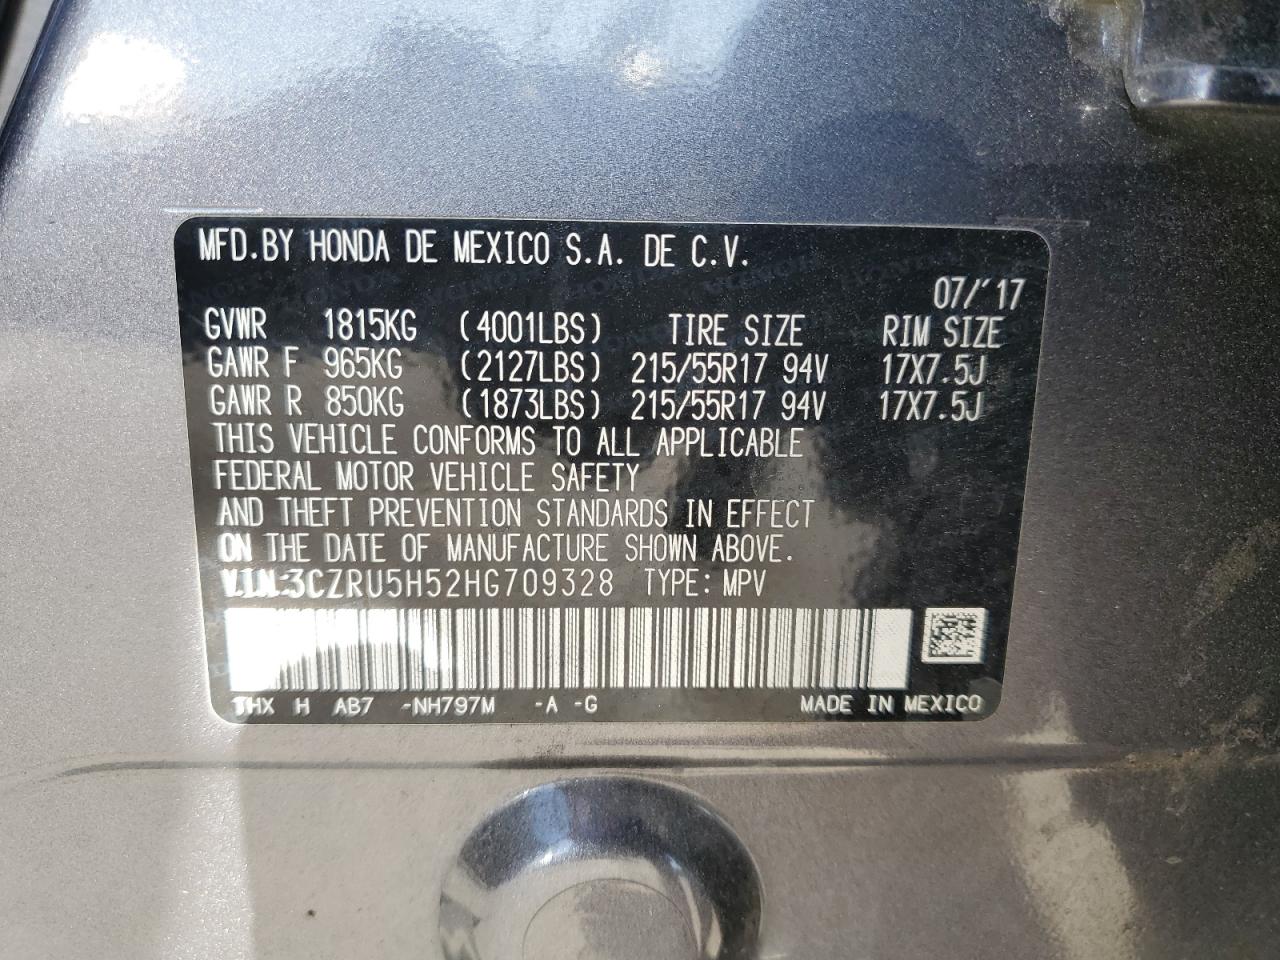 MFD.BY HONDA DE MEXICO S.A. DE C.V.
07/'17
GVWR 1815KG (4001LBS) TIRE SIZE RIM SIZE
GAWR F 965KG (2127LBS) 215/55R17 94V 17X7.5J
GAWR R 850KG (1873LBS) 215/55R17 94V 17X7.5J
THIS VEHICLE CONFORMS TO ALL APPLICABLE
FEDERAL MOTOR VEHICLE SAFETY
AND THEFT PREVENTION STANDARDS IN EFFECT
ON THE DATE OF MANUFACTURE SHOWN ABOVE.
V.I.N:3CZRU5H52HG709328 TYPE: MPV
THX H AB7 -NH797M -A -G MADE IN MEXICO